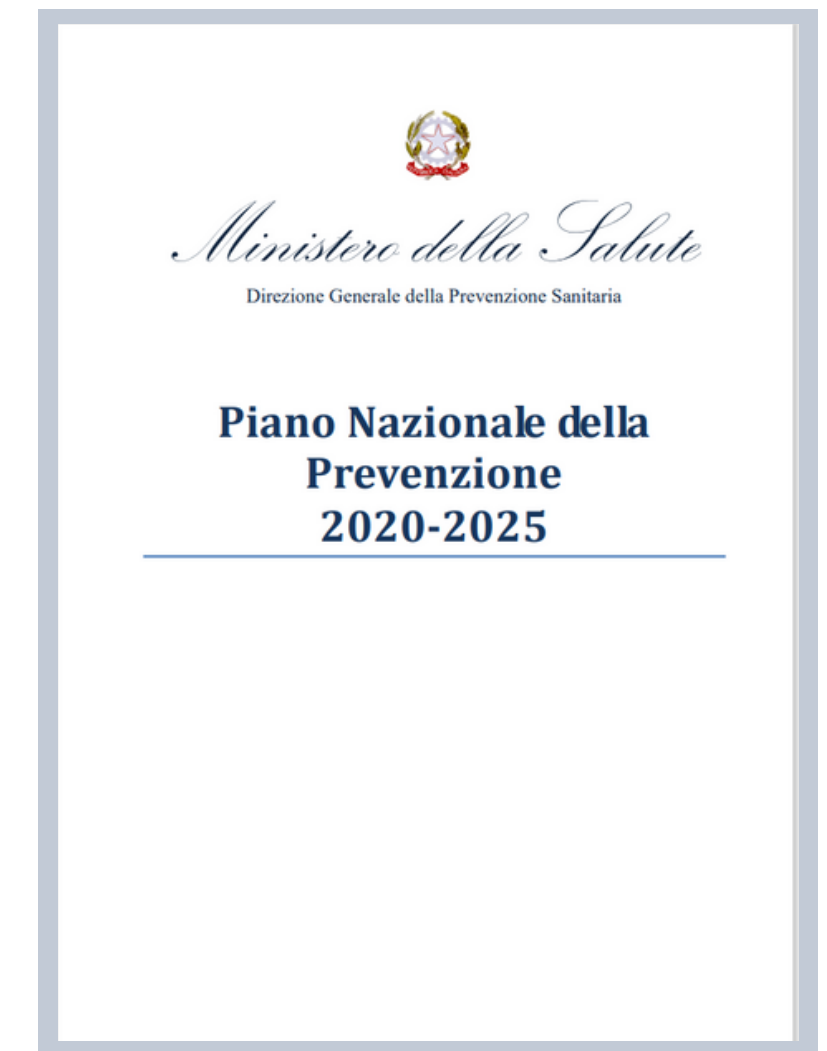 Ministero della Salute
Direzione Generale della Prevenzione Sanitaria
Piano Nazionale della
Prevenzione
2020-2025